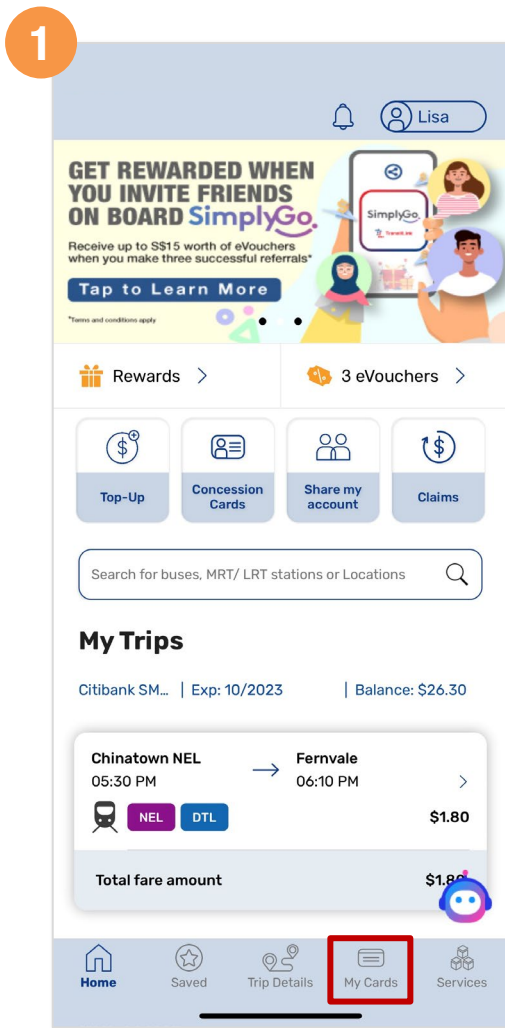 1
Lisa
GET REWARDED WHEN
YOU INVITE FRIENDS
ON BOARD SimplyGo.
Receive up to S$15 worth of eVouchers
when you make three successful referrals*
Tap to Learn More
*Terms and conditions apply
SimplyGo
TransitLink
Rewards >
3 eVouchers >
Top-Up
Concession
Cards
Share my
account
Claims
Search for buses, MRT/ LRT stations or Locations
My Trips
Citibank SM... | Exp: 10/2023 | Balance: $26.30
Chinatown NEL → Fernvale
05:30 PM 06:10 PM >
NEL DTL $1.80
Total fare amount $1.8
Home Saved Trip Details My Cards Services